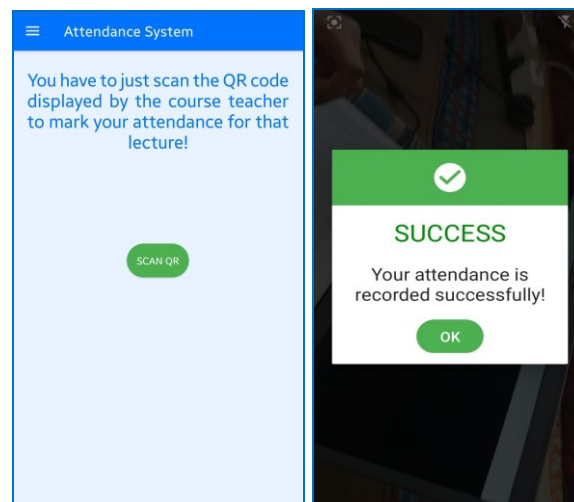 Attendance System
You have to just scan the QR code
displayed by the course teacher
to mark your attendance for that
lecture!
SCAN QR
SUCCESS
Your attendance is
recorded successfully!
OK